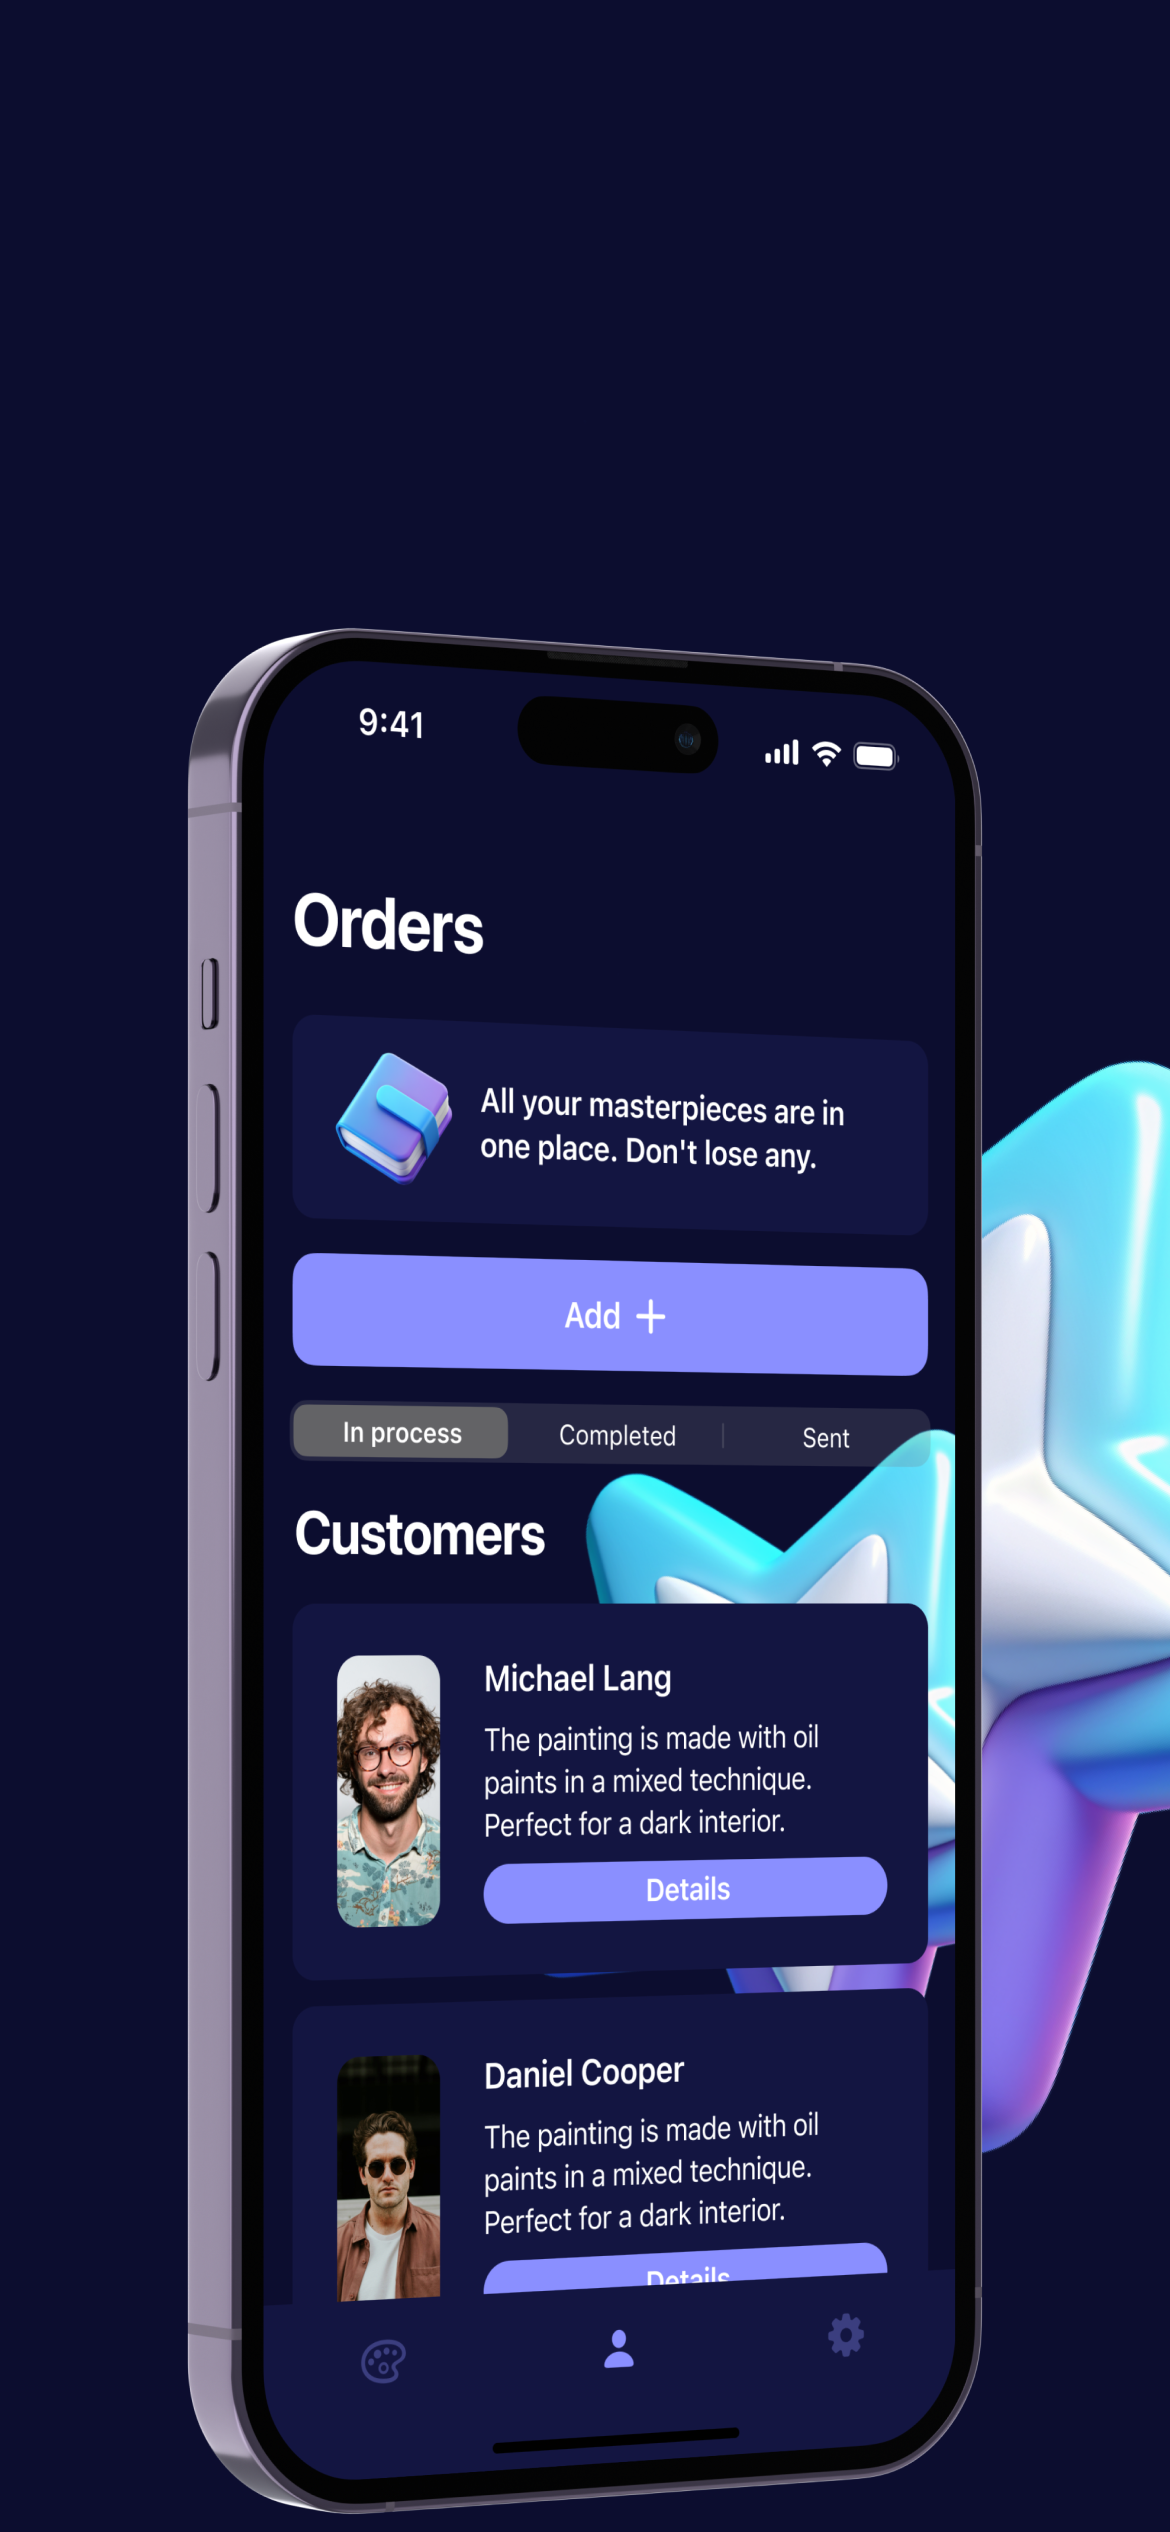 9:41
Orders
All your masterpieces are in
one place. Don't lose any.
Add +
In process
Completed
Sent
Customers
Michael Lang
The painting is made with oil
paints in a mixed technique.
Perfect for a dark interior.
Details
Daniel Cooper
The painting is made with oil
paints in a mixed technique.
Perfect for a dark interior.
Details